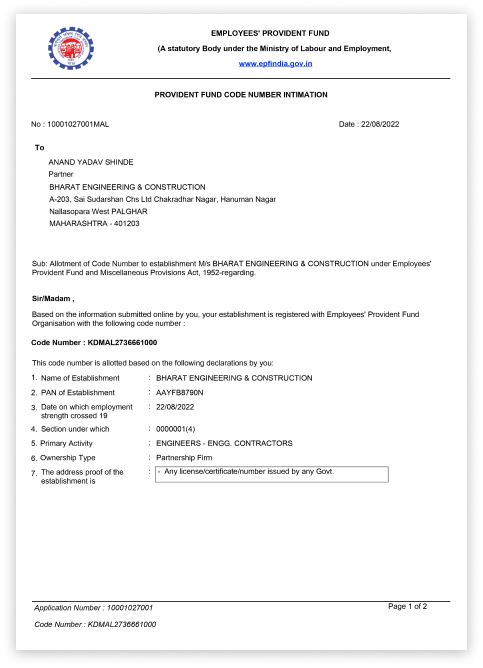 EMPLOYEES' PROVIDENT FUND
(A statutory Body under the Ministry of Labour and Employment,
www.epfindia.gov.in
PROVIDENT FUND CODE NUMBER INTIMATION
No : 10001027001MAL Date : 22/08/2022
To
ANAND YADAV SHINDE
Partner
BHARAT ENGINEERING & CONSTRUCTION
A-203, Sai Sudarshan Chs Ltd Chakradhar Nagar, Hanuman Nagar
Nallasopara West PALGHAR
MAHARASHTRA - 401203
Sub: Allotment of Code Number to establishment M/s BHARAT ENGINEERING & CONSTRUCTION under Employees'
Provident Fund and Miscellaneous Provisions Act, 1952-regarding.
Sir/Madam ,
Based on the information submitted online by you, your establishment is registered with Employees' Provident Fund
Organisation with the following code number :
Code Number : KDMAL2736661000
This code number is allotted based on the following declarations by you:
1. Name of Establishment : BHARAT ENGINEERING & CONSTRUCTION
2. PAN of Establishment : AAYFB8790N
3. Date on which employment : 22/08/2022
strength crossed 19
4. Section under which : 0000001(4)
5. Primary Activity : ENGINEERS - ENGG. CONTRACTORS
6. Ownership Type : Partnership Firm
7. The address proof of the : - Any license/certificate/number issued by any Govt.
establishment is
Application Number : 10001027001 Page 1 of 2
Code Number : KDMAL2736661000